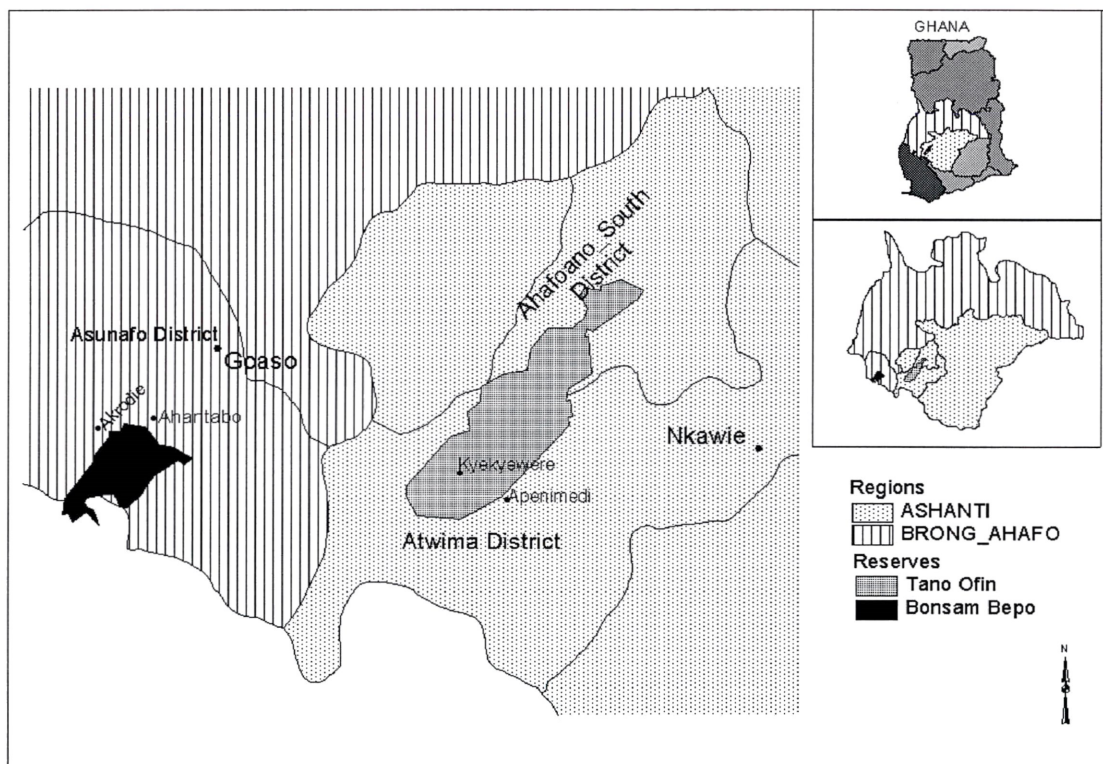 GHANA
Ahafoano_South
District
Asunafo District
Goaso
Akrodie
Ahantabo
Nkawie
Kyekyewere
Apenimedi
Atwima District
Regions
ASHANTI
BRONG_AHAFO
Reserves
Tano Ofin
Bonsam Bepo
N